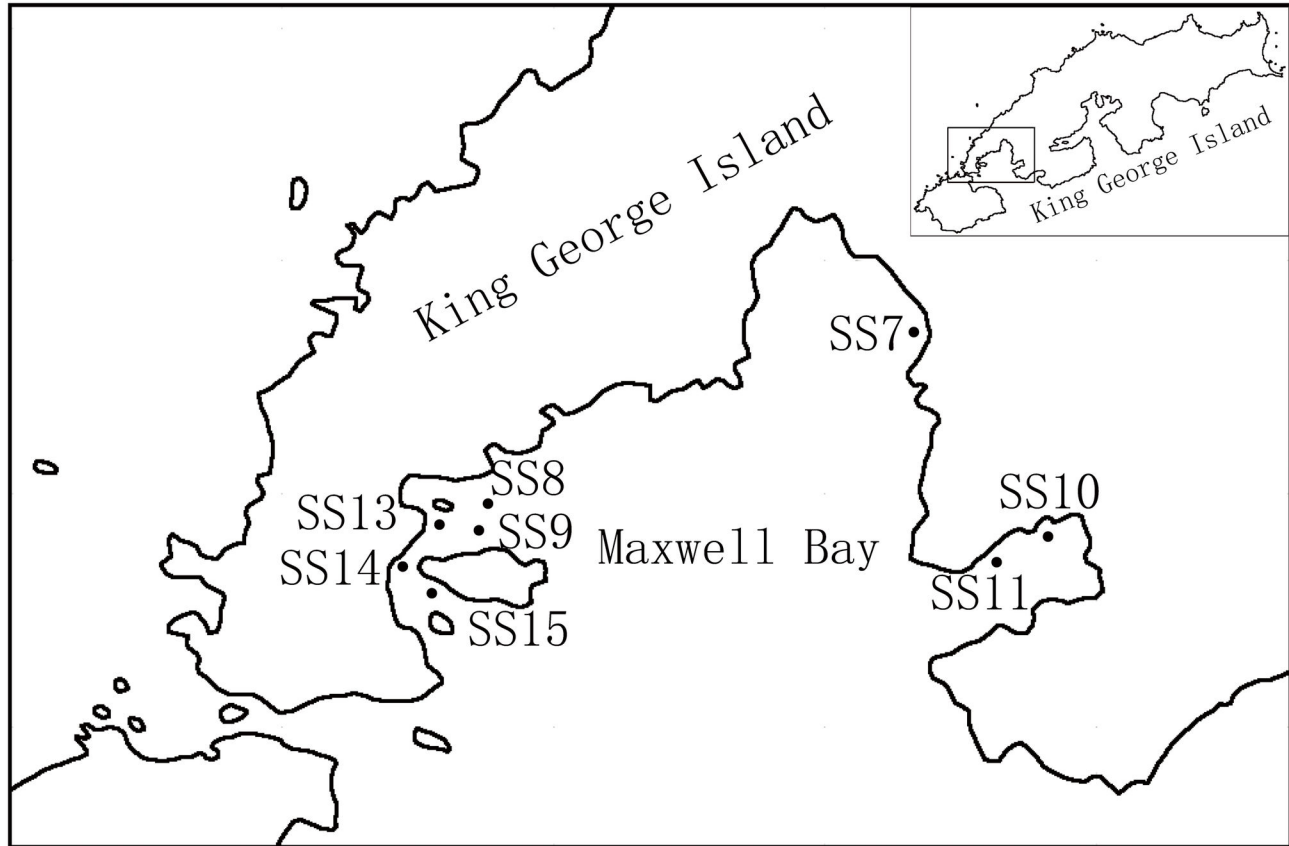 King George Island
King George Island
SS7
SS8
SS10
SS13
SS9
Maxwell Bay
SS14
SS11
SS15